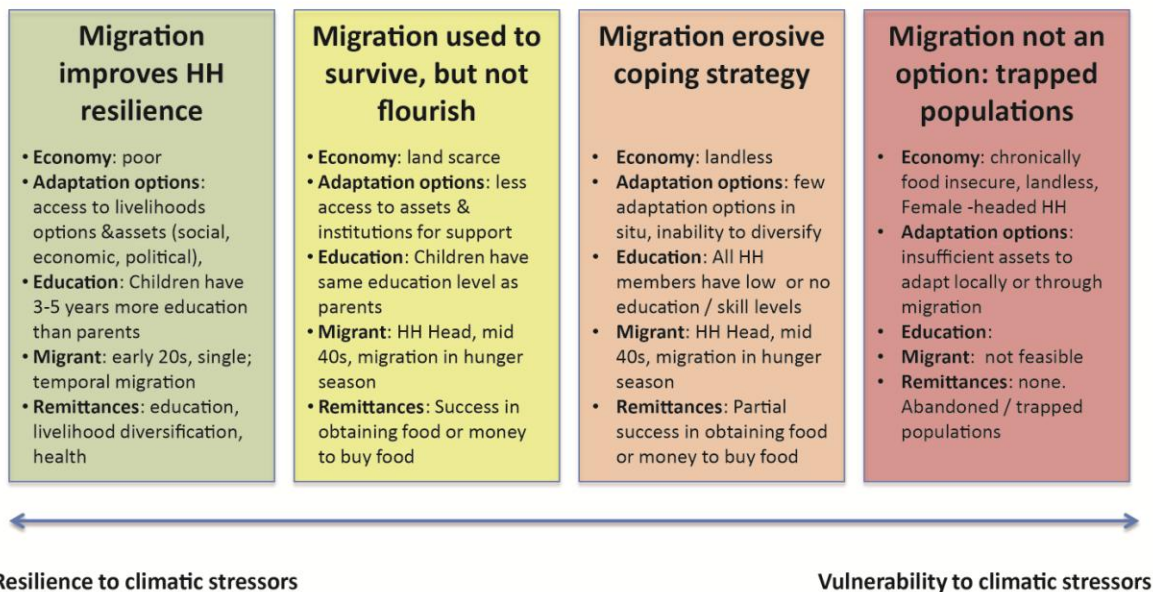 Migration
improves HH
resilience
• Economy: poor
• Adaptation options:
access to livelihoods
options &assets (social,
economic, political),
• Education: Children have
3-5 years more education
than parents
• Migrant: early 20s, single;
temporal migration
• Remittances: education,
livelihood diversification,
health
Migration used to
survive, but not
flourish
• Economy: land scarce
• Adaptation options: less
access to assets &
institutions for support
• Education: Children have
same education level as
parents
• Migrant: HH Head, mid
40s, migration in hunger
season
• Remittances: Success in
obtaining food or money
to buy food
Migration erosive
coping strategy
• Economy: landless
• Adaptation options: few
adaptation options in
situ, inability to diversify
• Education: All HH
members have low or no
education / skill levels
• Migrant: HH Head, mid
40s, migration in hunger
season
• Remittances: Partial
success in obtaining food
or money to buy food
Migration not an
option: trapped
populations
• Economy: chronically
food insecure, landless,
Female -headed HH
• Adaptation options:
insufficient assets to
adapt locally or through
migration
• Education:
• Migrant: not feasible
• Remittances: none.
Abandoned / trapped
populations
Resilience to climatic stressors
Vulnerability to climatic stressors